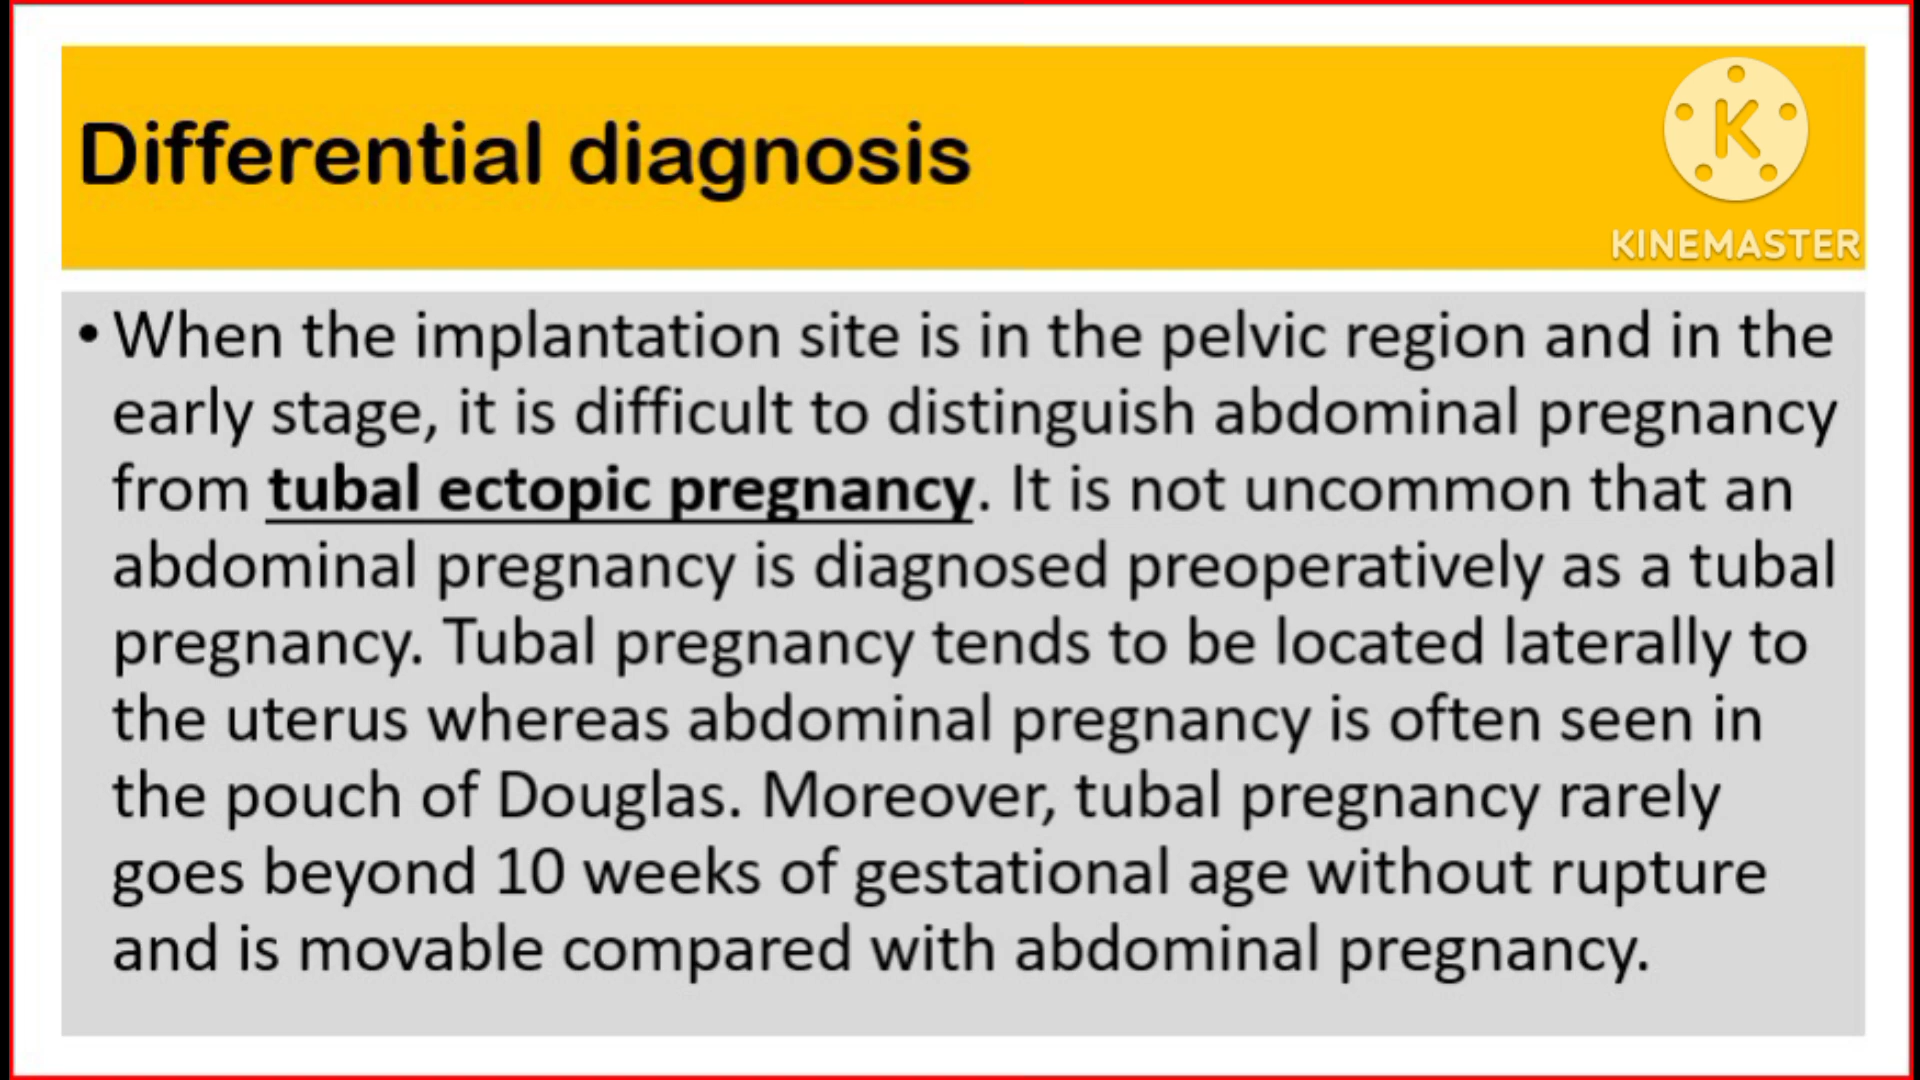 Differential diagnosis
K
KINEMASTER
• When the implantation site is in the pelvic region and in the
early stage, it is difficult to distinguish abdominal pregnancy
from tubal ectopic pregnancy. It is not uncommon that an
abdominal pregnancy is diagnosed preoperatively as a tubal
pregnancy. Tubal pregnancy tends to be located laterally to
the uterus whereas abdominal pregnancy is often seen in
the pouch of Douglas. Moreover, tubal pregnancy rarely
goes beyond 10 weeks of gestational age without rupture
and is movable compared with abdominal pregnancy.